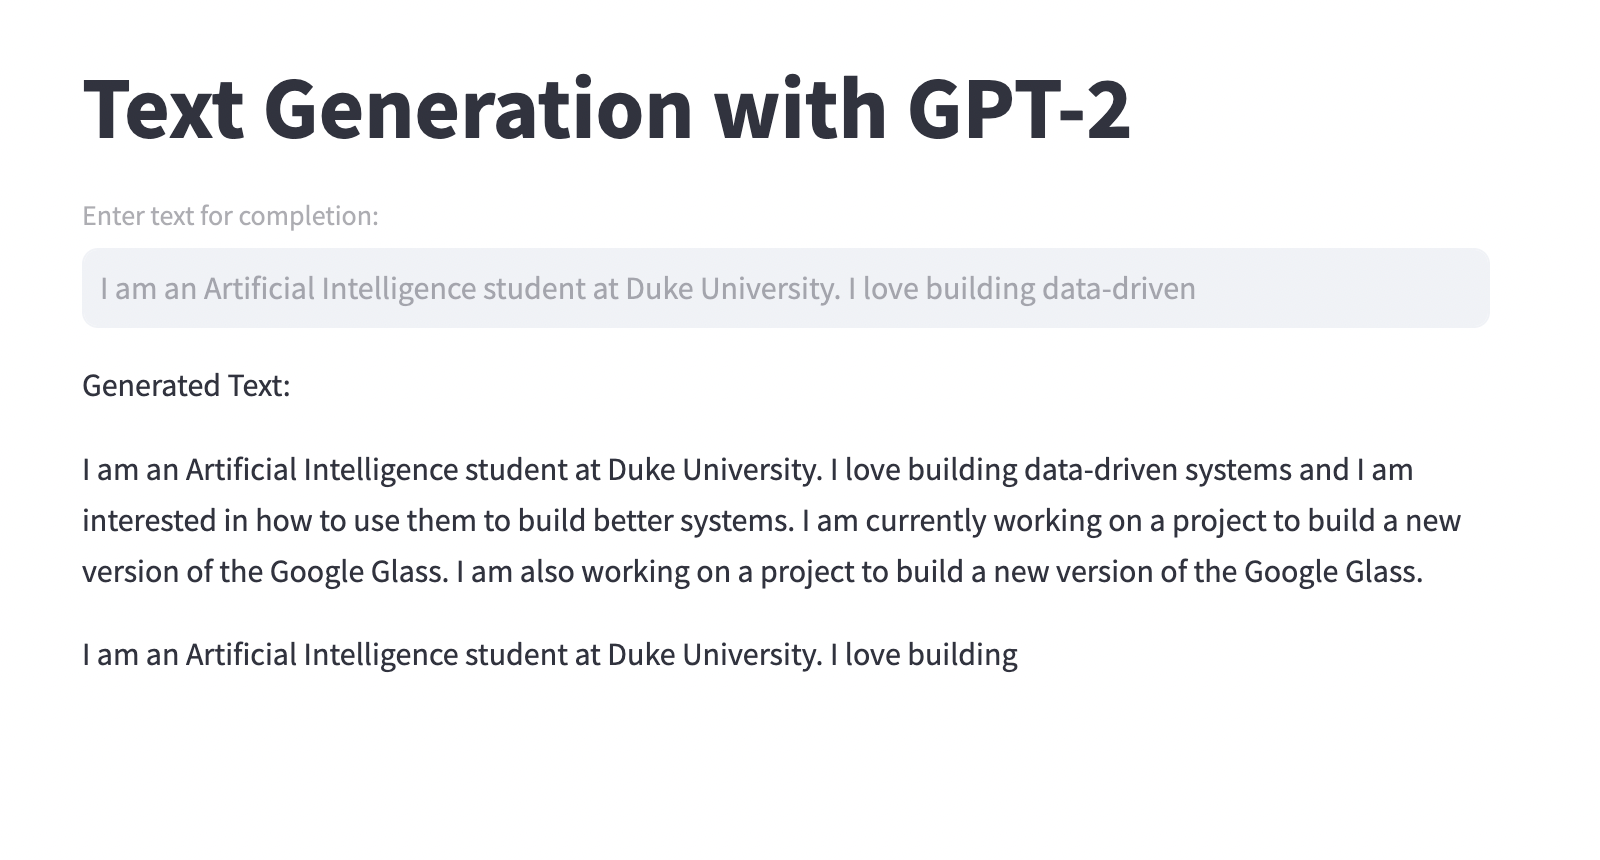 Text Generation with GPT-2
Enter text for completion:
I am an Artificial Intelligence student at Duke University. I love building data-driven
Generated Text:
I am an Artificial Intelligence student at Duke University. I love building data-driven systems and I am
interested in how to use them to build better systems. I am currently working on a project to build a new
version of the Google Glass. I am also working on a project to build a new version of the Google Glass.
I am an Artificial Intelligence student at Duke University. I love building